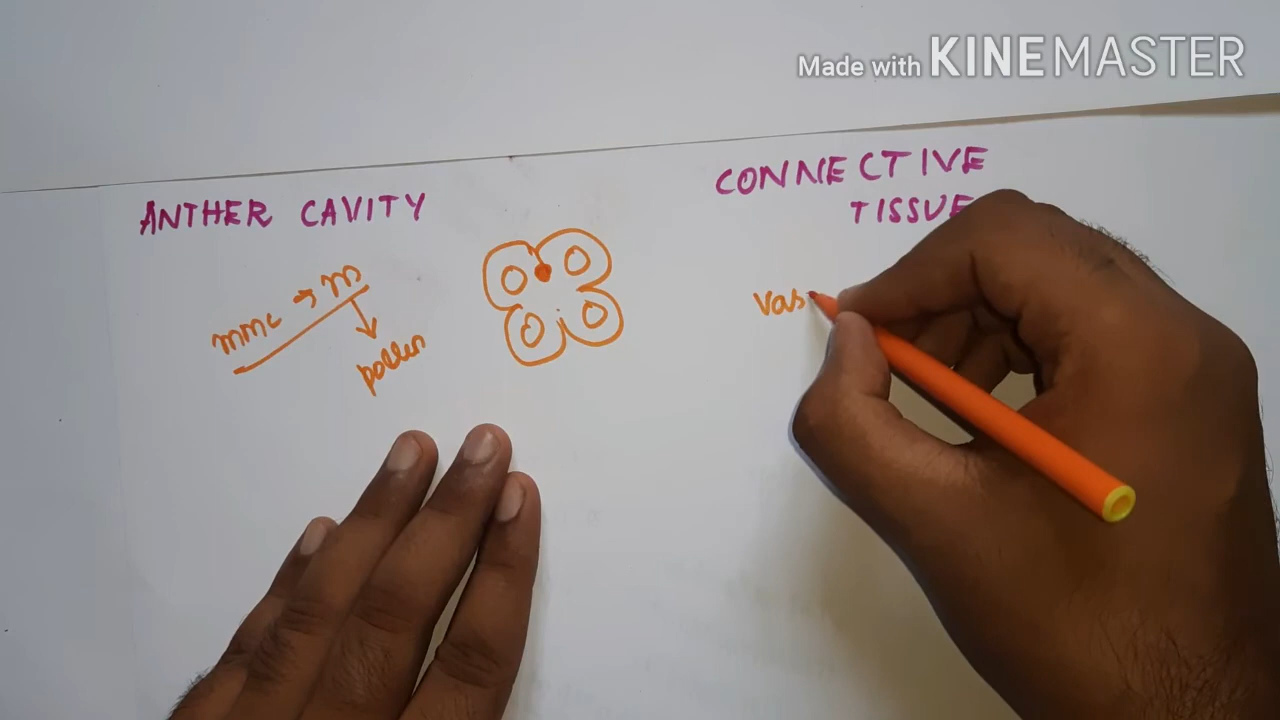 Made with KINEMASTER
CONNECTIVE
TISSUE
ANTHER CAVITY
mmc → m
pollen
Vas